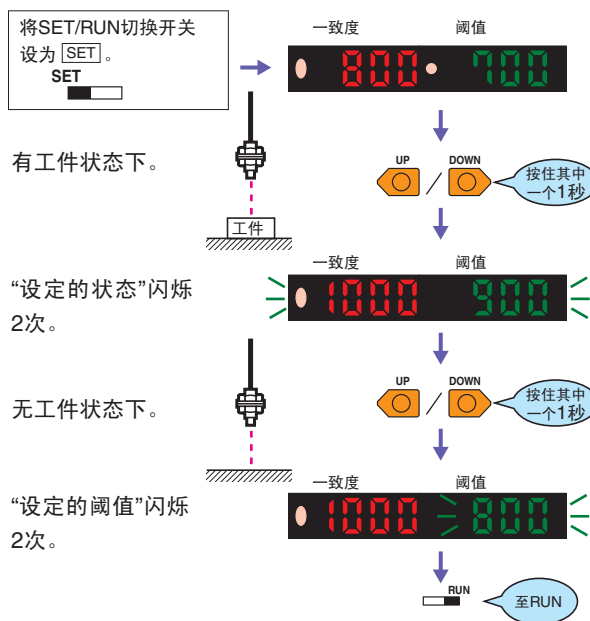 将SET/RUN切换开关
设为 SET 。
SET
一致度 阈值
800 700
有工件状态下。
UP DOWN
按住其中
一个1秒
工件
一致度 阈值
“设定的状态”闪烁
2次。
1000 900
无工件状态下。
UP DOWN
按住其中
一个1秒
一致度 阈值
“设定的阈值”闪烁
2次。
1000 800
RUN
至RUN